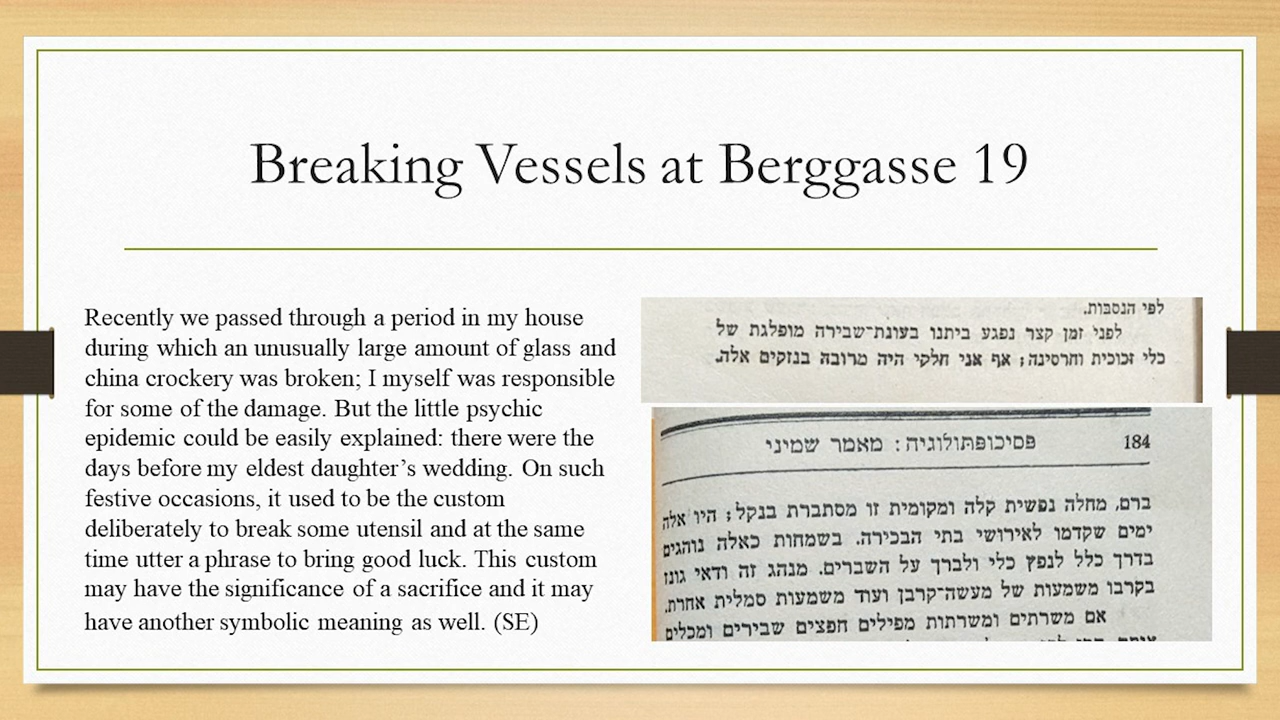 Breaking Vessels at Berggasse 19
Recently we passed through a period in my house
during which an unusually large amount of glass and
china crockery was broken; I myself was responsible
for some of the damage. But the little psychic
epidemic could be easily explained: there were the
days before my eldest daughter’s wedding. On such
festive occasions, it used to be the custom
deliberately to break some utensil and at the same
time utter a phrase to bring good luck. This custom
may have the significance of a sacrifice and it may
have another symbolic meaning as well. (SE)
לפי הנסבות.
לפני זמן קצר נפגע ביתנו בעונת־שבירה מופלגת של
כלי זכוכית וחרסינה; אף אני חלקי היה מרובה בנזקים אלה.
184 פסיכופתולוגיה: מאמר שמיני
ברם, מחלה נפשית קלה ומקומית זו מסתברת בנקל; היו אלה
ימים שקדמו לאירושי בתי הבכירה. בשמחות כאלה נוהגים
בדרך כלל לנפץ כלי ולברך על השברים. מנהג זה ודאי גונז
בקרבו משמעות של מעשה־קרבן ועוד משמעות סמלית אחרת.
אם משרתים ומשרתות מפילים חפצים שבירים ומכלים